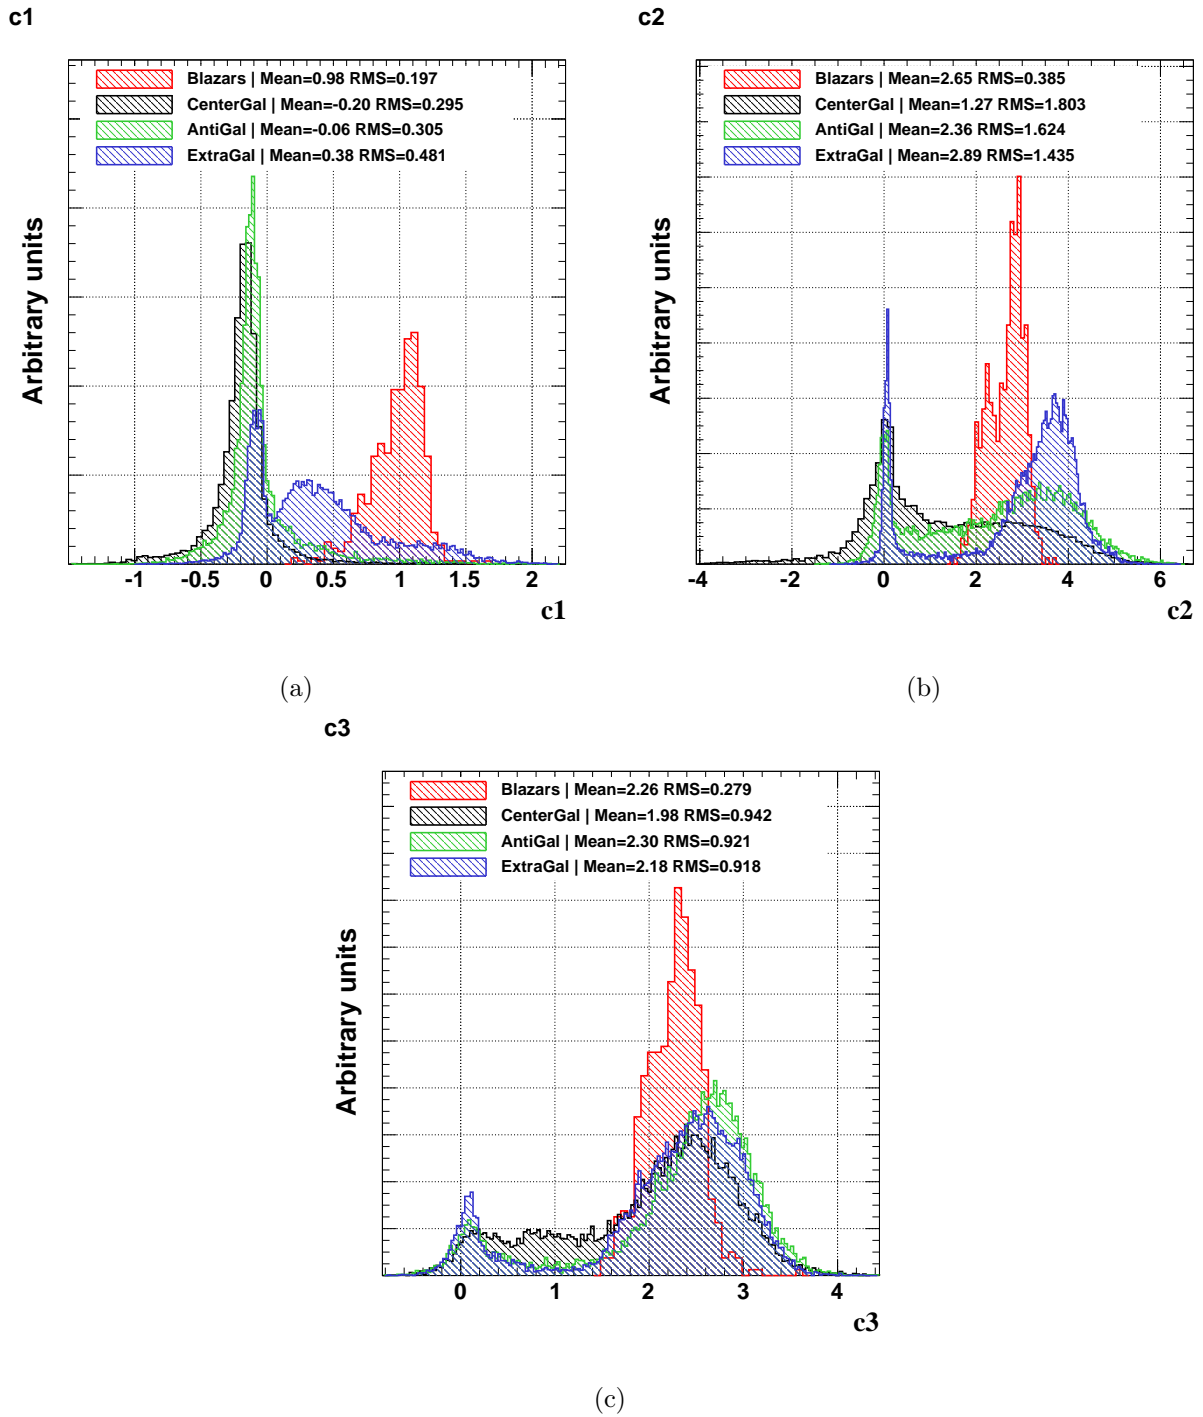 c1
Blazars | Mean=0.98 RMS=0.197
CenterGal | Mean=-0.20 RMS=0.295
AntiGal | Mean=-0.06 RMS=0.305
ExtraGal | Mean=0.38 RMS=0.481
Arbitrary units
-1 -0.5 0 0.5 1 1.5 2
c1
(a)
c2
Blazars | Mean=2.65 RMS=0.385
CenterGal | Mean=1.27 RMS=1.803
AntiGal | Mean=2.36 RMS=1.624
ExtraGal | Mean=2.89 RMS=1.435
Arbitrary units
-4 -2 0 2 4 6
c2
(b)
c3
Blazars | Mean=2.26 RMS=0.279
CenterGal | Mean=1.98 RMS=0.942
AntiGal | Mean=2.30 RMS=0.921
ExtraGal | Mean=2.18 RMS=0.918
Arbitrary units
0 1 2 3 4
c3
(c)